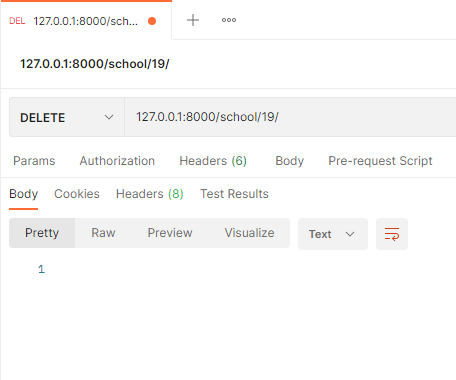 DEL 127.0.0.1:8000/sch...
127.0.0.1:8000/school/19/
DELETE 127.0.0.1:8000/school/19/
Params Authorization Headers (6) Body Pre-request Script
Body Cookies Headers (8) Test Results
Pretty Raw Preview Visualize Text
1